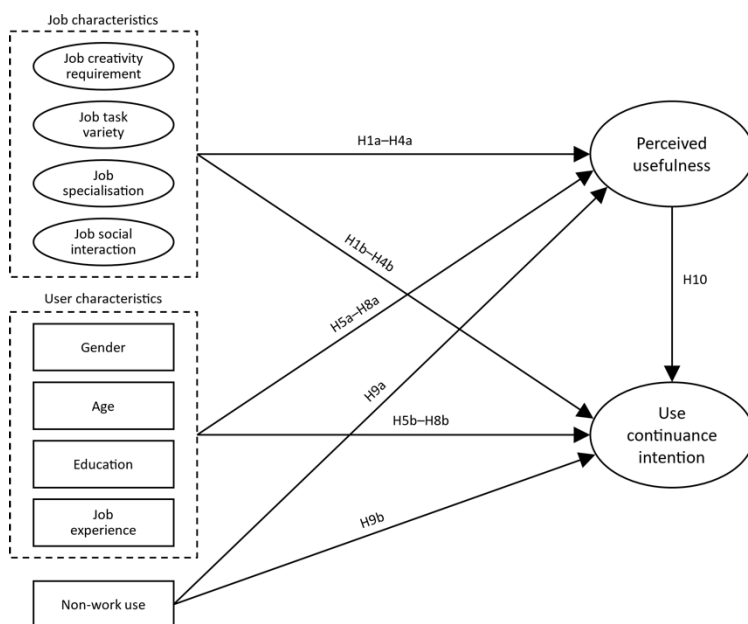 Job characteristics
Job creativity
requirement
Job task
variety
Job
specialisation
Job social
interaction
User characteristics
Gender
Age
Education
Job
experience
Non-work use
H1a–H4a
H1b–H4b
H5a–H8a
H9a
H5b–H8b
H9b
Perceived
usefulness
H10
Use
continuance
intention